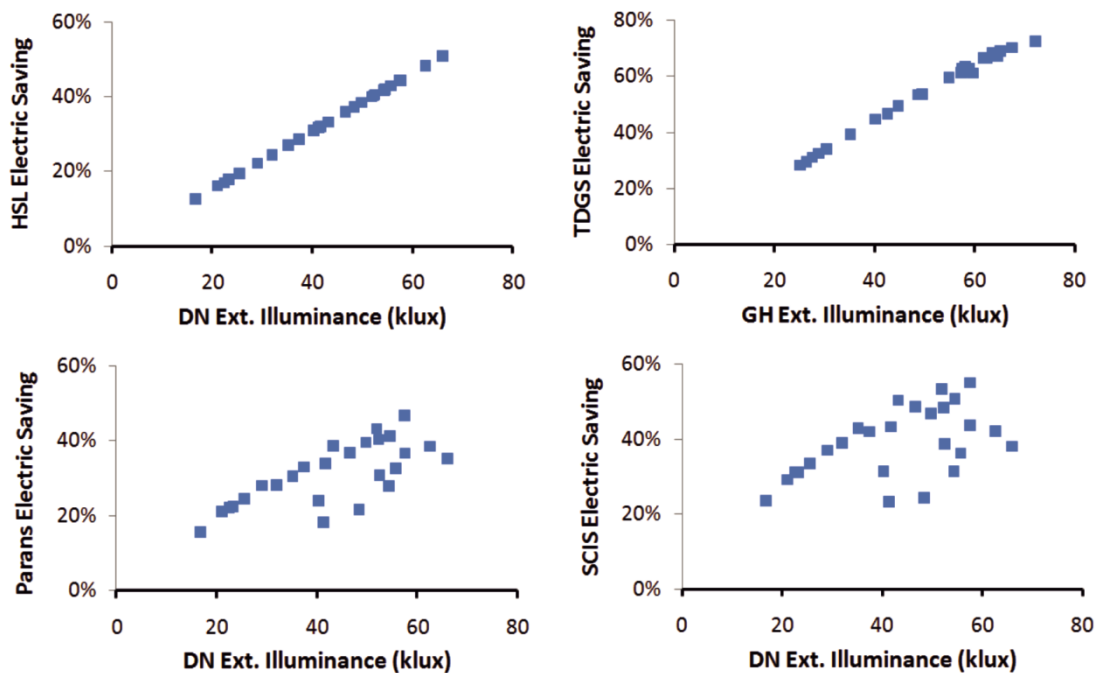 HSL Electric Saving
60%
40%
20%
0%
0 20 40 60 80
DN Ext. Illuminance (klux)
TDGS Electric Saving
80%
60%
40%
20%
0%
0 20 40 60 80
GH Ext. Illuminance (klux)
Parans Electric Saving
60%
40%
20%
0%
0 20 40 60 80
DN Ext. Illuminance (klux)
SCIS Electric Saving
60%
40%
20%
0%
0 20 40 60 80
DN Ext. Illuminance (klux)